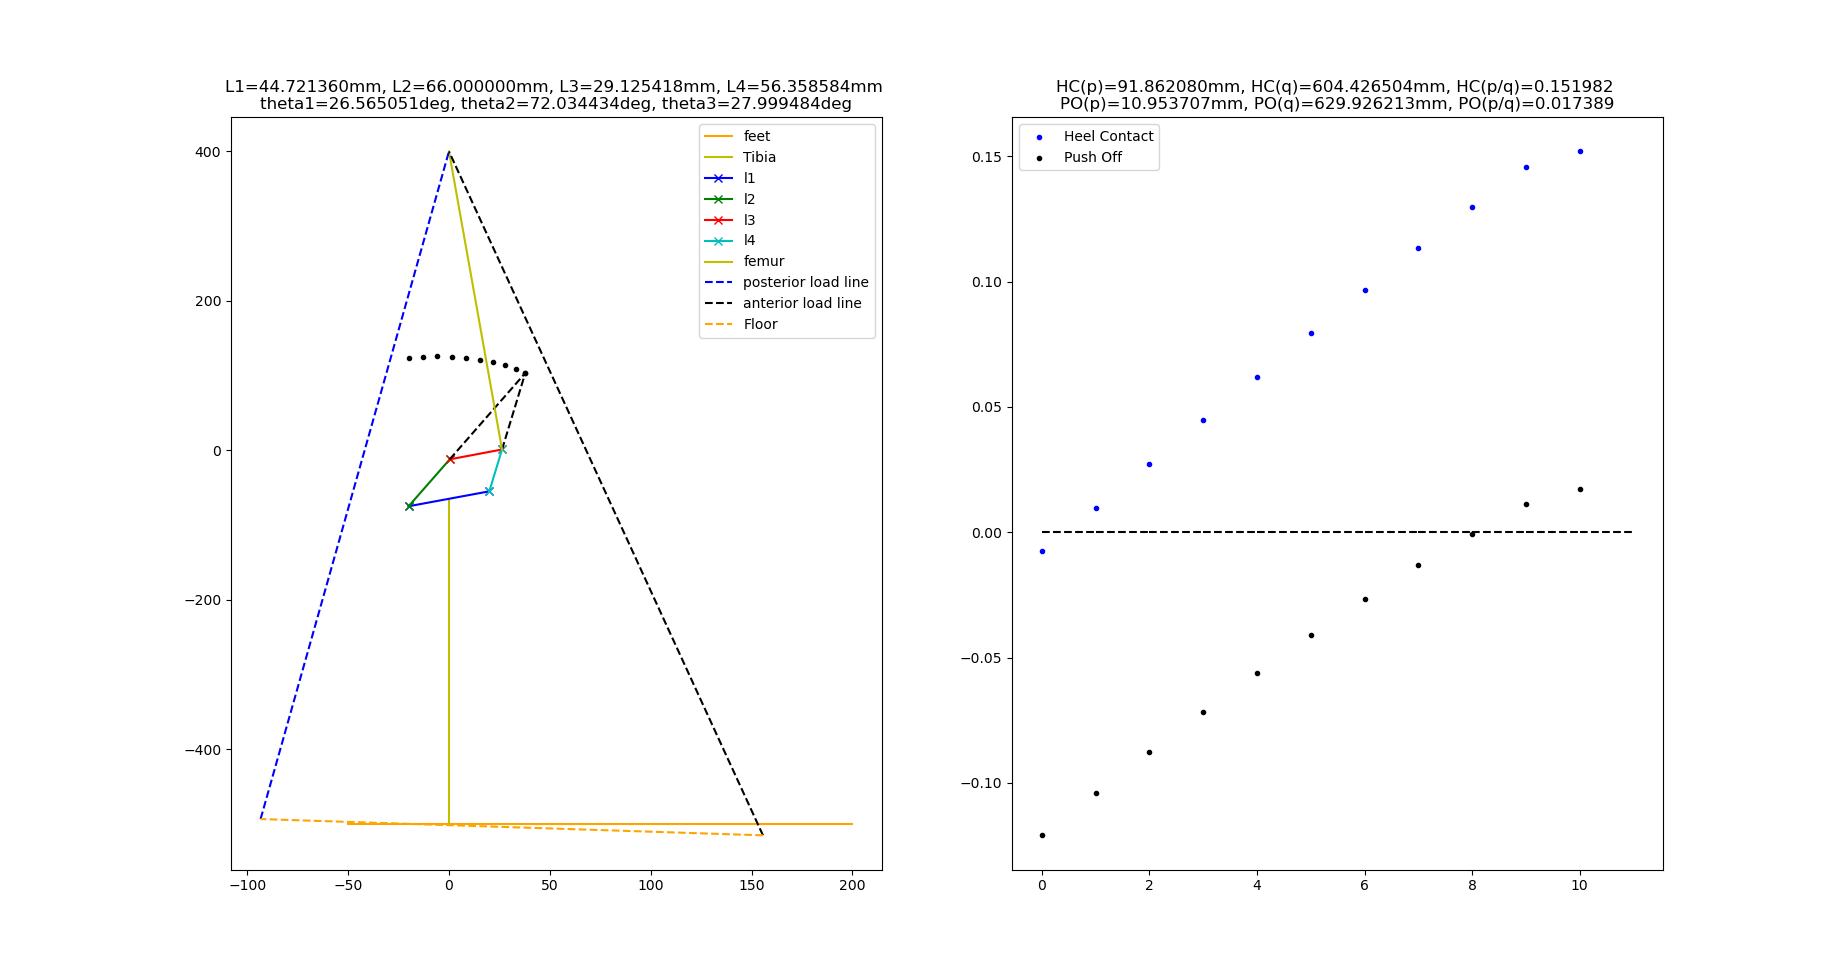 L1=44.721360mm, L2=66.000000mm, L3=29.125418mm, L4=56.358584mm
theta1=26.565051deg, theta2=72.034434deg, theta3=27.999484deg
400
200
0
−200
−400
−100
−50
0
50
100
150
200
feet
Tibia
l1
l2
l3
l4
femur
posterior load line
anterior load line
Floor
HC(p)=91.862080mm, HC(q)=604.426504mm, HC(p/q)=0.151982
PO(p)=10.953707mm, PO(q)=629.926213mm, PO(p/q)=0.017389
Heel Contact
Push Off
0.15
0.10
0.05
0.00
−0.05
−0.10
0
2
4
6
8
10